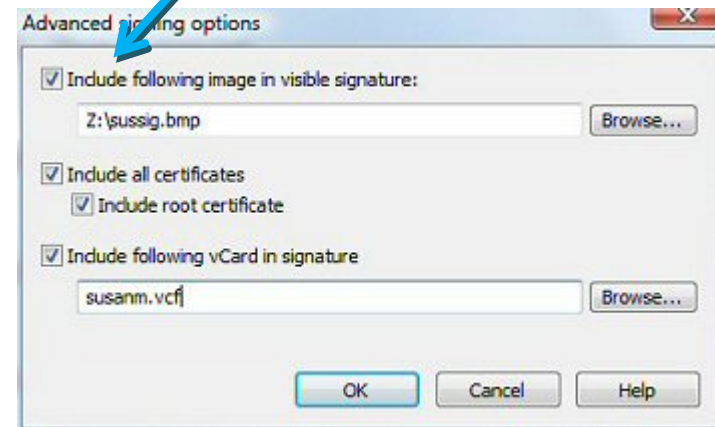 Advanced signing options
Include following image in visible signature:
Z:\sussig.bmp
Browse...
Include all certificates
Include root certificate
Include following vCard in signature
susanm.vcf
Browse...
OK
Cancel
Help